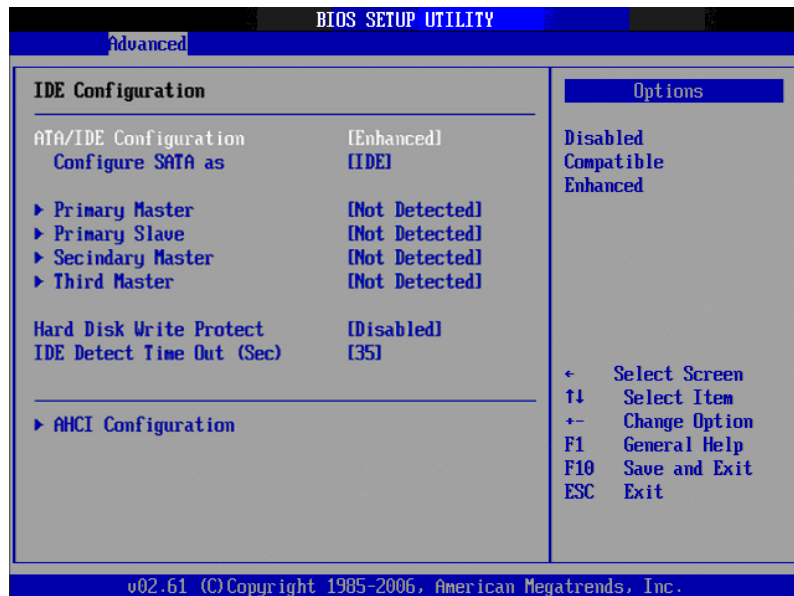 BIOS SETUP UTILITY
Advanced
IDE Configuration
ATA/IDE Configuration [Enhanced]
Configure SATA as [IDE]
▶ Primary Master [Not Detected]
▶ Primary Slave [Not Detected]
▶ Secindary Master [Not Detected]
▶ Third Master [Not Detected]
Hard Disk Write Protect [Disabled]
IDE Detect Time Out (Sec) [35]
▶ AHCI Configuration
Options
Disabled
Compatible
Enhanced
← Select Screen
↑↓ Select Item
+- Change Option
F1 General Help
F10 Save and Exit
ESC Exit
v02.61 (C)Copyright 1985-2006, American Megatrends, Inc.